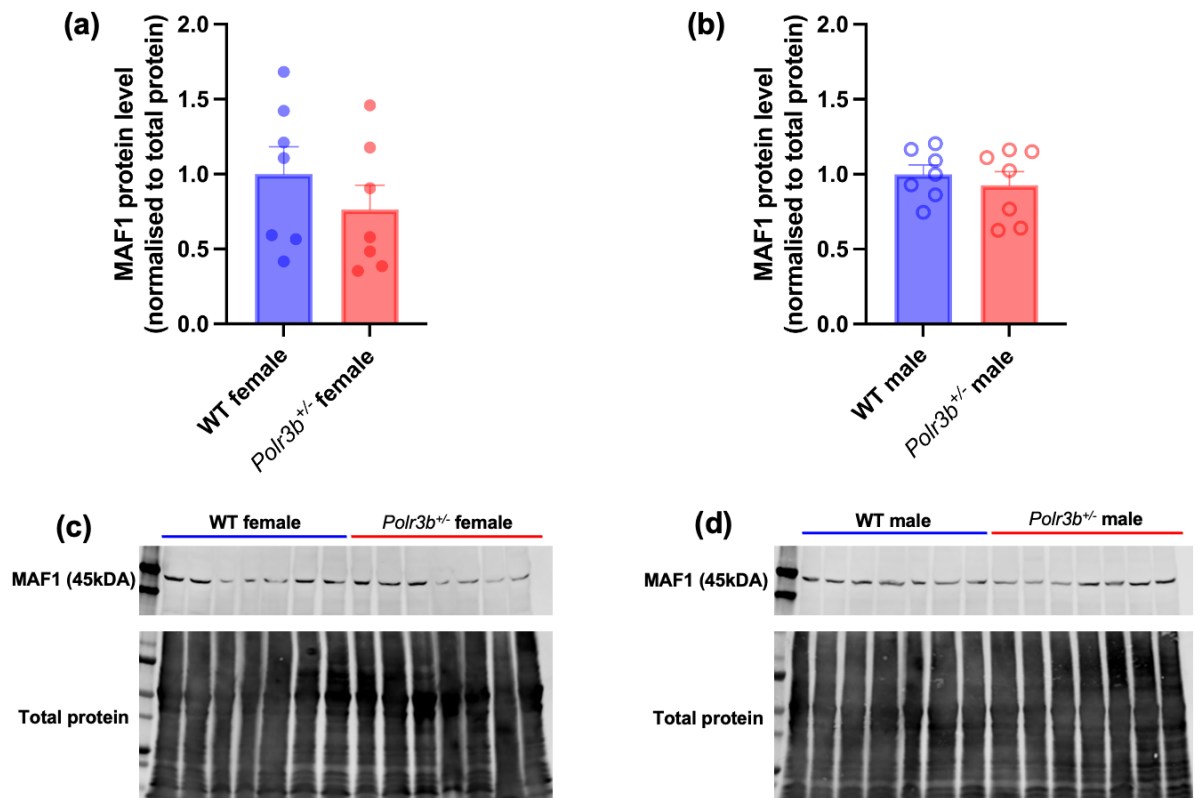 (a)
MAF1 protein level
(normalised to total protein)
2.0
1.5
1.0
0.5
0.0
WT female
Polr3b+/- female
(b)
MAF1 protein level
(normalised to total protein)
2.0
1.5
1.0
0.5
0.0
WT male
Polr3b+/- male
(c)
WT female
Polr3b+/- female
MAF1 (45kDA)
Total protein
(d)
WT male
Polr3b+/- male
MAF1 (45kDA)
Total protein